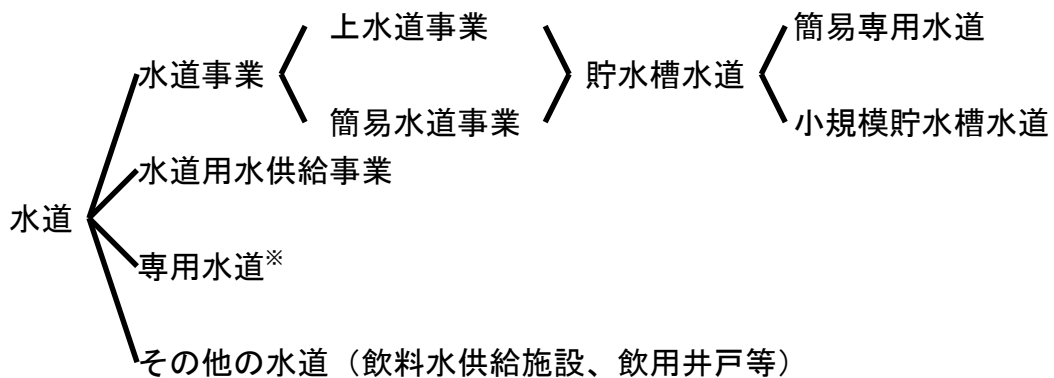 上水道事業
簡易専用水道
水道事業
貯水槽水道
簡易水道事業
小規模貯水槽水道
水道用水供給事業
水道
専用水道※
その他の水道（飲料水供給施設、飲用井戸等）